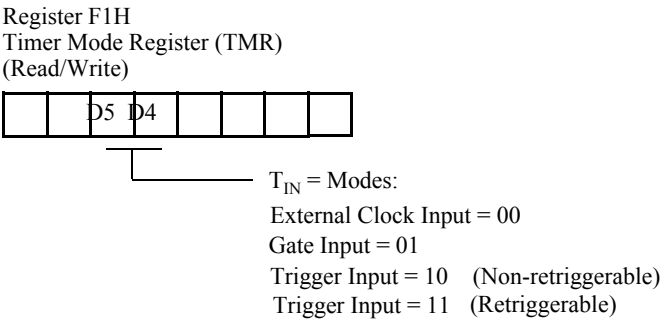 Register F1H
Timer Mode Register (TMR)
(Read/Write)
D5 D4
TIN = Modes:
External Clock Input = 00
Gate Input = 01
Trigger Input = 10 (Non-retriggerable)
Trigger Input = 11 (Retriggerable)